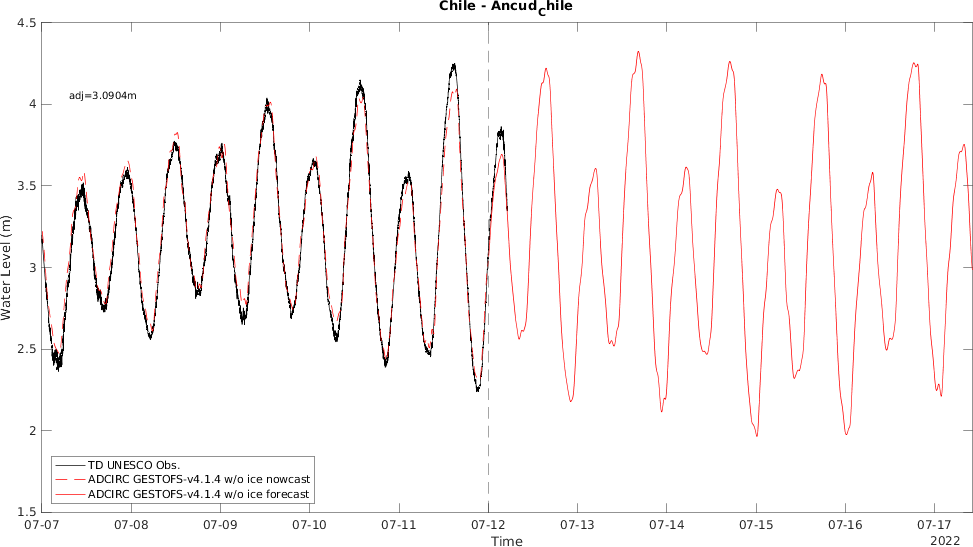 Chile - Ancud_Chile
4.5
adj=3.0904m
4
3.5
3
2.5
2
1.5
Water Level (m)
TD UNESCO Obs.
ADCIRC GESTOFS-v4.1.4 w/o ice nowcast
ADCIRC GESTOFS-v4.1.4 w/o ice forecast
07-07 07-08 07-09 07-10 07-11 07-12 07-13 07-14 07-15 07-16 07-17
Time
2022